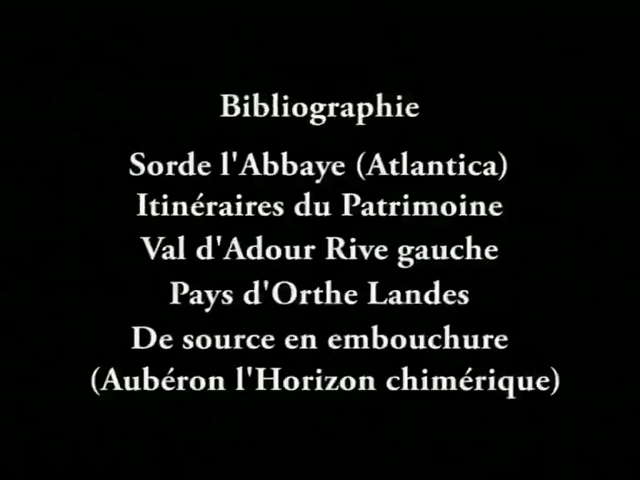 Bibliographie
Sorde l'Abbaye (Atlantica)
Itinéraires du Patrimoine
Val d'Adour Rive gauche
Pays d'Orthe Landes
De source en embouchure
(Aubéron l'Horizon chimérique)